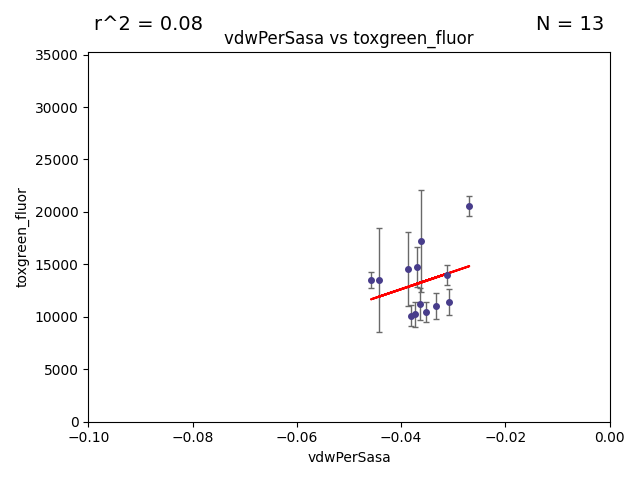 r^2 = 0.08
N = 13
vdwPerSasa vs toxgreen_fluor
toxgreen_fluor
35000
30000
25000
20000
15000
10000
5000
0
−0.10
−0.08
−0.06
−0.04
−0.02
0.00
vdwPerSasa